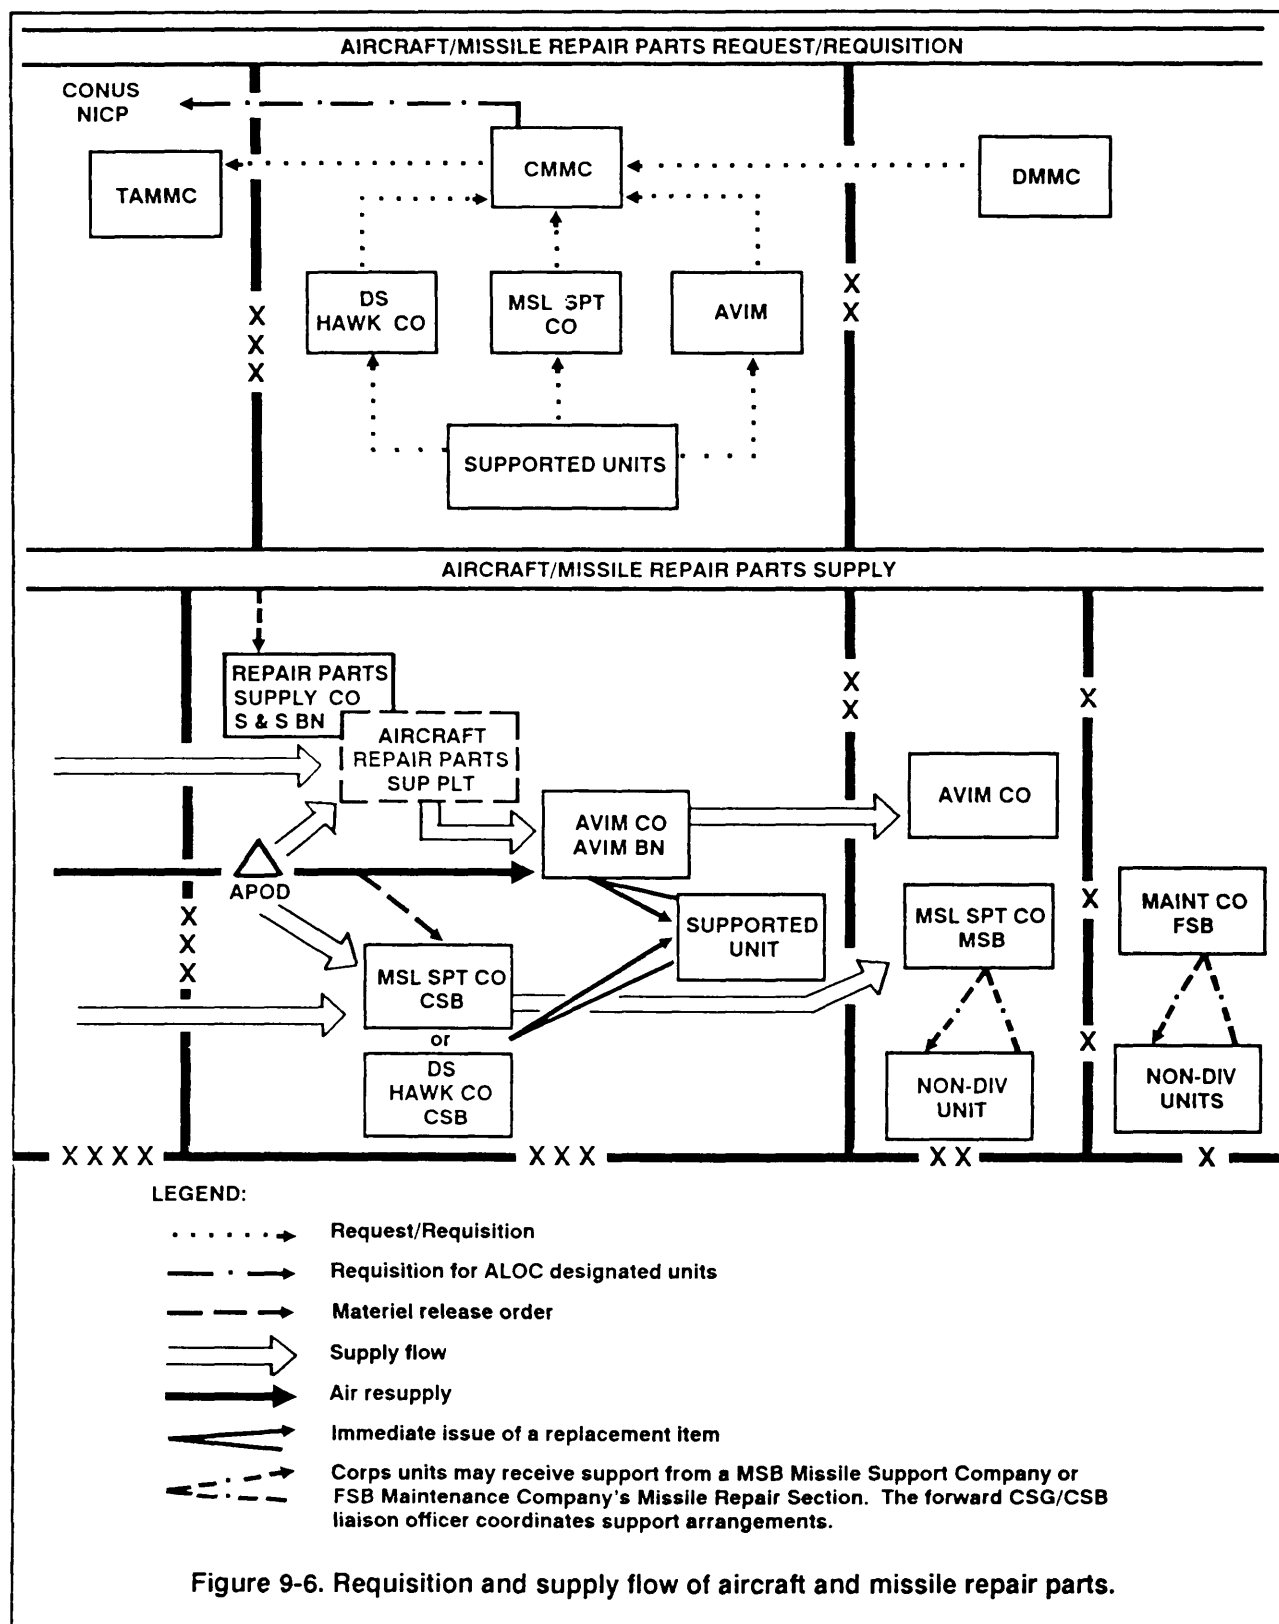 AIRCRAFT/MISSILE REPAIR PARTS REQUEST/REQUISITION
CONUS
NICP
TAMMC
CMMC
DMMC
DS
HAWK CO
MSL SPT
CO
AVIM
X
X
X
X
X
SUPPORTED UNITS
AIRCRAFT/MISSILE REPAIR PARTS SUPPLY
REPAIR PARTS
SUPPLY CO
S & S BN
AIRCRAFT
REPAIR PARTS
SUP PLT
X
X
X
AVIM CO
AVIM BN
AVIM CO
APOD
X
X
X
MSL SPT CO
CSB
or
DS
HAWK CO
CSB
SUPPORTED
UNIT
MSL SPT CO
MSB
X
X
MAINT CO
FSB
NON-DIV
UNIT
NON-DIV
UNITS
X X X X
X X X
X X
X
LEGEND:
Request/Requisition
Requisition for ALOC designated units
Materiel release order
Supply flow
Air resupply
Immediate issue of a replacement item
Corps units may receive support from a MSB Missile Support Company or
FSB Maintenance Company's Missile Repair Section. The forward CSG/CSB
liaison officer coordinates support arrangements.
Figure 9-6. Requisition and supply flow of aircraft and missile repair parts.